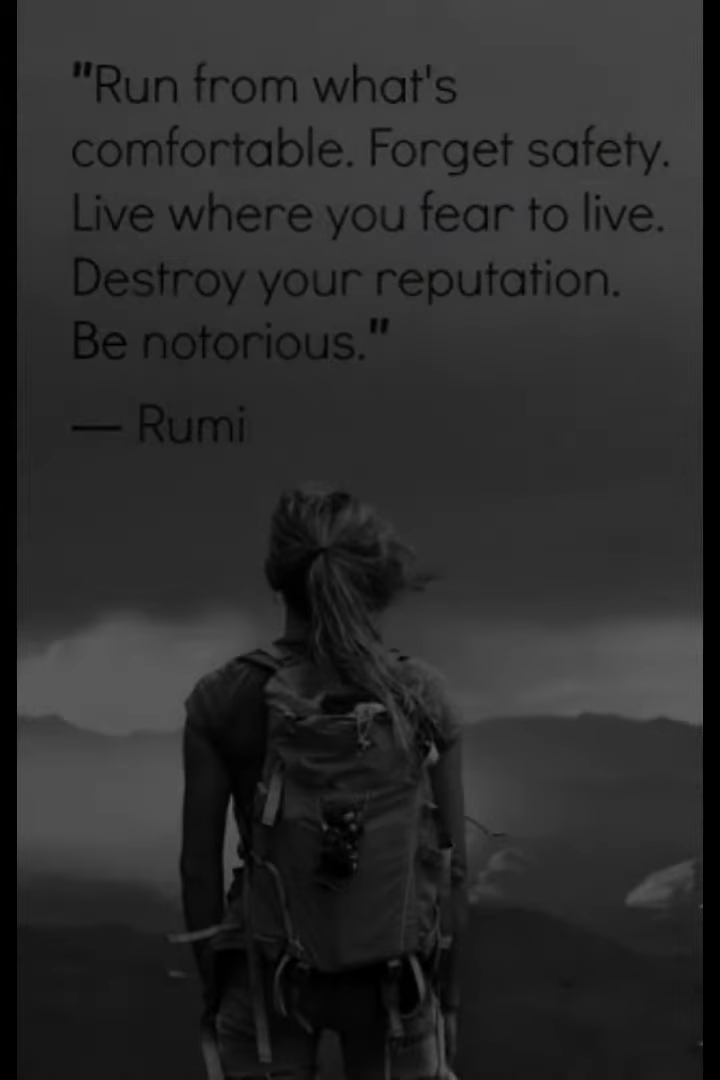 "Run from what's
comfortable. Forget safety.
Live where you fear to live.
Destroy your reputation.
Be notorious."
— Rumi